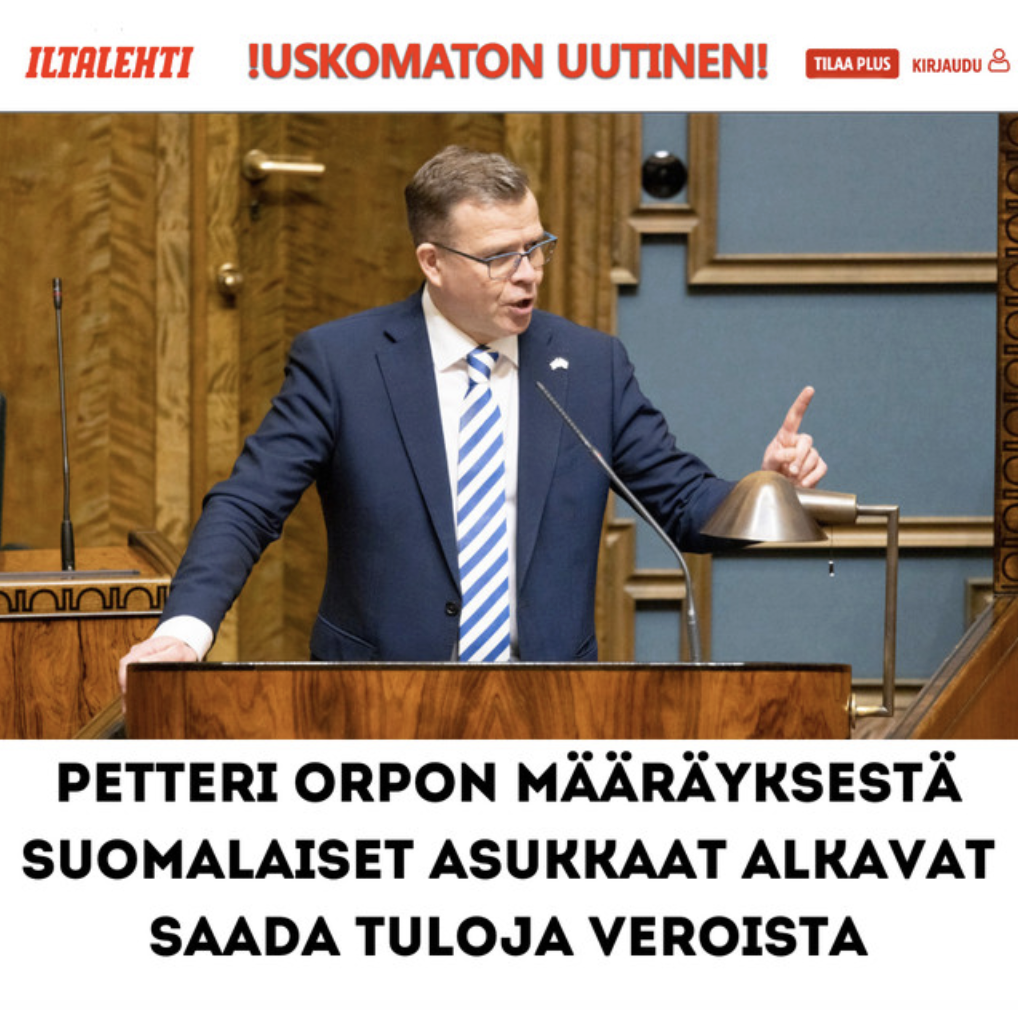 ILTALEHTI !USKOMATON UUTINEN! TILAA PLUS KIRJAUDU
PETTERI ORPON MÄÄRÄYKSESTÄ
SUOMALAISET ASUKKAAT ALKAVAT
SAADA TULOJA VEROISTA